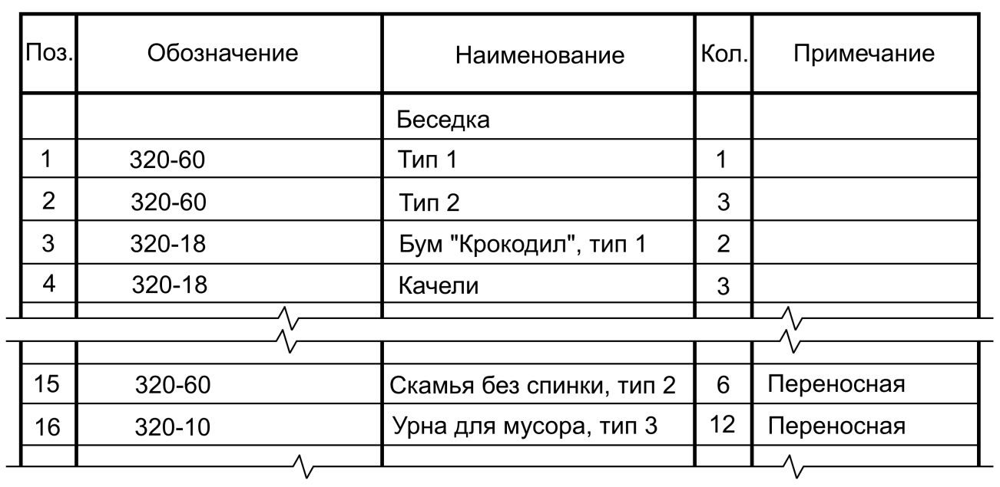 Поз. Обозначение Наименование Кол. Примечание
Беседка
1 320-60 Тип 1 1
2 320-60 Тип 2 3
3 320-18 Бум "Крокодил", тип 1 2
4 320-18 Качели 3
15 320-60 Скамья без спинки, тип 2 6 Переносная
16 320-10 Урна для мусора, тип 3 12 Переносная